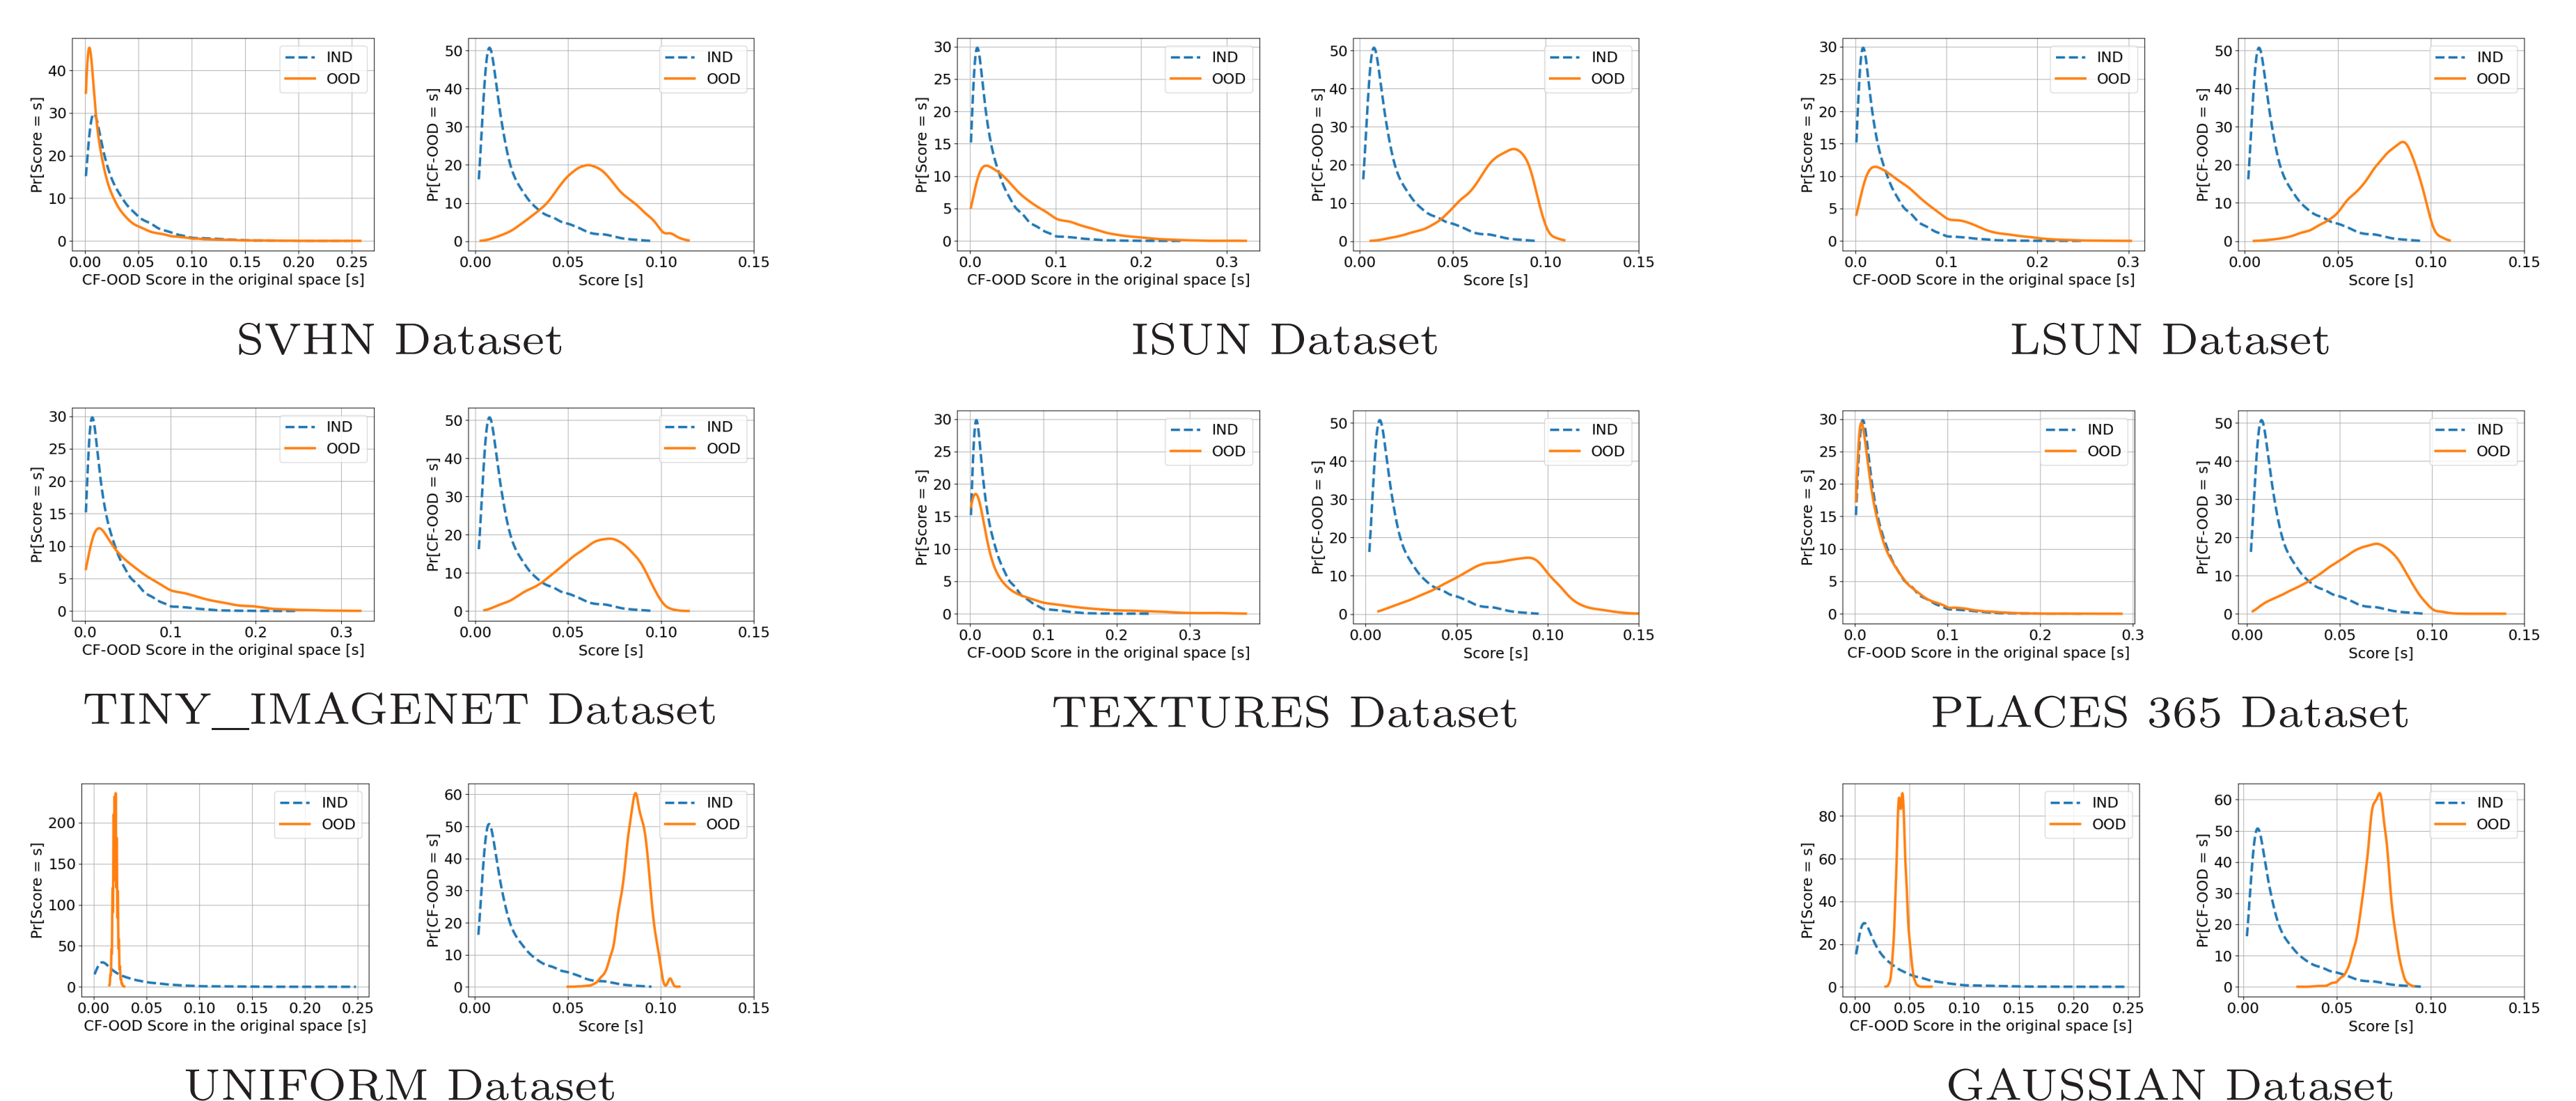 IND
OOD
40
30
20
10
0
0.00 0.05 0.10 0.15 0.20 0.25
Pr[Score = s]
CF-OOD Score in the original space [s]
IND
OOD
50
40
30
20
10
0
0.00 0.05 0.10 0.15
Pr[CF-OOD = s]
Score [s]
SVHN Dataset
IND
OOD
30
25
20
15
10
5
0
0.0 0.1 0.2 0.3
Pr[Score = s]
CF-OOD Score in the original space [s]
IND
OOD
50
40
30
20
10
0
0.00 0.05 0.10 0.15
Pr[CF-OOD = s]
Score [s]
ISUN Dataset
IND
OOD
30
25
20
15
10
5
0
0.0 0.1 0.2 0.3
Pr[Score = s]
CF-OOD Score in the original space [s]
IND
OOD
50
40
30
20
10
0
0.00 0.05 0.10 0.15
Pr[CF-OOD = s]
Score [s]
LSUN Dataset
IND
OOD
30
25
20
15
10
5
0
0.0 0.1 0.2 0.3
Pr[Score = s]
CF-OOD Score in the original space [s]
IND
OOD
50
40
30
20
10
0
0.00 0.05 0.10 0.15
Pr[CF-OOD = s]
Score [s]
TINY_IMAGENET Dataset
IND
OOD
30
25
20
15
10
5
0
0.0 0.1 0.2 0.3
Pr[Score = s]
CF-OOD Score in the original space [s]
IND
OOD
50
40
30
20
10
0
0.00 0.05 0.10 0.15
Pr[CF-OOD = s]
Score [s]
TEXTURES Dataset
IND
OOD
30
25
20
15
10
5
0
0.0 0.1 0.2 0.3
Pr[Score = s]
CF-OOD Score in the original space [s]
IND
OOD
50
40
30
20
10
0
0.00 0.05 0.10 0.15
Pr[CF-OOD = s]
Score [s]
PLACES 365 Dataset
IND
OOD
200
150
100
50
0
0.00 0.05 0.10 0.15 0.20 0.25
Pr[Score = s]
CF-OOD Score in the original space [s]
IND
OOD
60
50
40
30
20
10
0
0.00 0.05 0.10 0.15
Pr[CF-OOD = s]
Score [s]
UNIFORM Dataset
IND
OOD
80
60
40
20
0
0.00 0.05 0.10 0.15 0.20 0.25
Pr[Score = s]
CF-OOD Score in the original space [s]
IND
OOD
60
50
40
30
20
10
0
0.00 0.05 0.10 0.15
Pr[CF-OOD = s]
Score [s]
GAUSSIAN Dataset